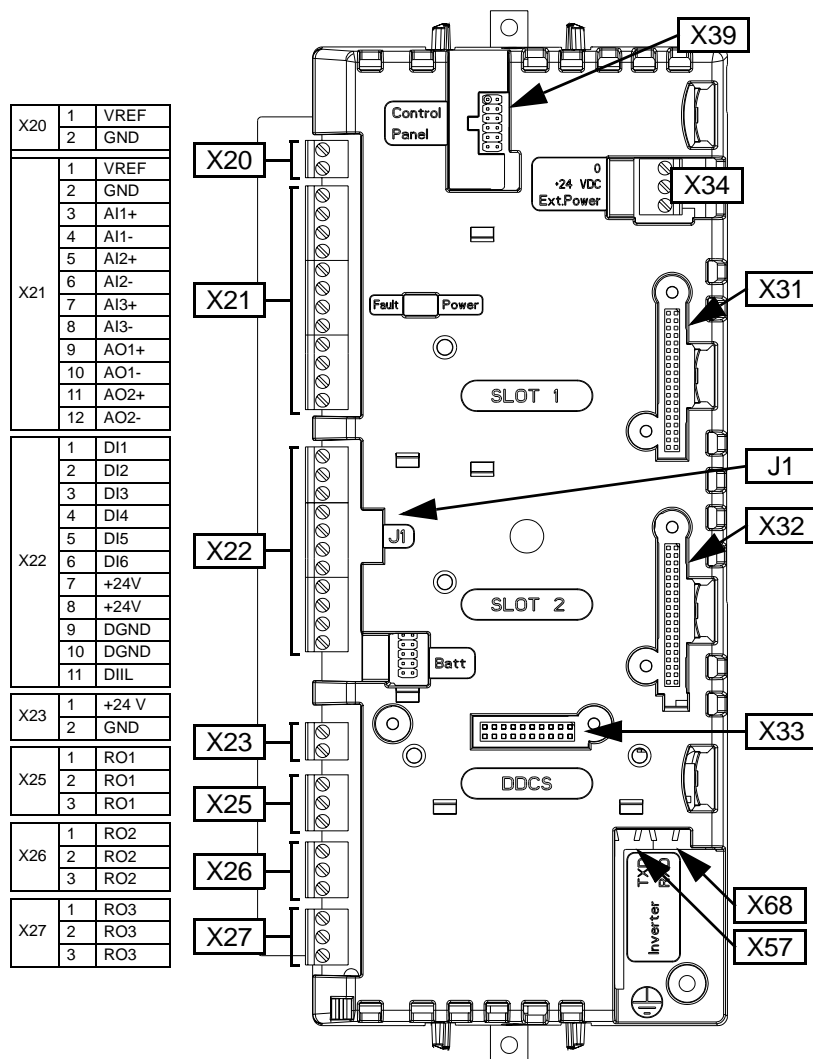 X20 1 VREF
2 GND
X21 1 VREF
2 GND
3 AI1+
4 AI1-
5 AI2+
6 AI2-
7 AI3+
8 AI3-
9 AO1+
10 AO1-
11 AO2+
12 AO2-
X22 1 DI1
2 DI2
3 DI3
4 DI4
5 DI5
6 DI6
7 +24V
8 +24V
9 DGND
10 DGND
11 DIIL
X23 1 +24 V
2 GND
X25 1 RO1
2 RO1
3 RO1
X26 1 RO2
2 RO2
3 RO2
X27 1 RO3
2 RO3
3 RO3
X20
X21
X22
X23
X25
X26
X27
Control
Panel
0
+24 VDC
Ext.Power
Fault Power
SLOT 1
J1
SLOT 2
Batt
DDCS
Inverter
TXD
X39
X34
X31
J1
X32
X33
X68
X57